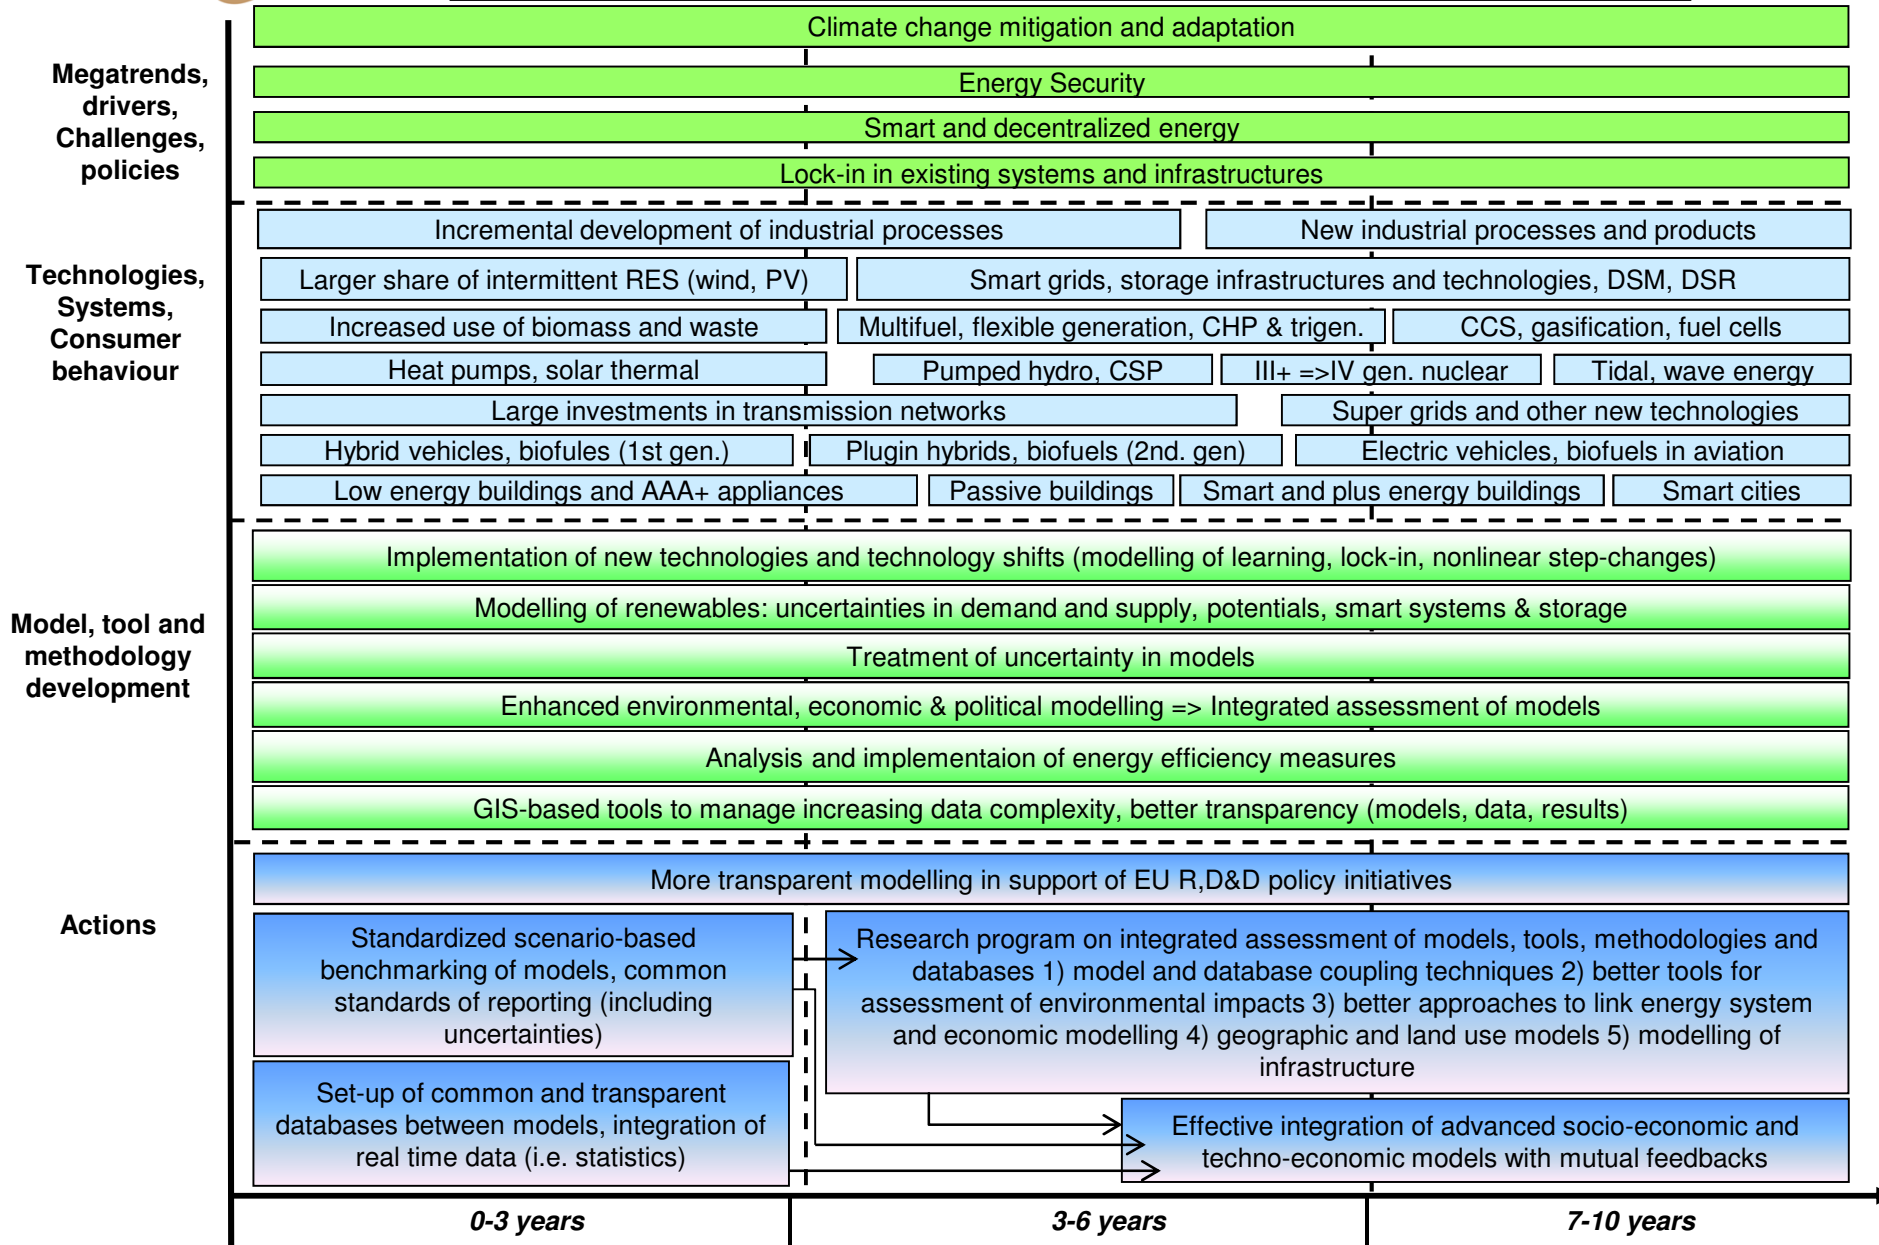 Climate change mitigation and adaptation
Megatrends,
drivers,
Challenges,
policies
Energy Security
Smart and decentralized energy
Lock-in in existing systems and infrastructures
Technologies,
Systems,
Consumer
behaviour
Incremental development of industrial processes
New industrial processes and products
Larger share of intermittent RES (wind, PV)
Smart grids, storage infrastructures and technologies, DSM, DSR
Increased use of biomass and waste
Multifuel, flexible generation, CHP & trigen.
CCS, gasification, fuel cells
Heat pumps, solar thermal
Pumped hydro, CSP
III+ =>IV gen. nuclear
Tidal, wave energy
Large investments in transmission networks
Super grids and other new technologies
Hybrid vehicles, biofules (1st gen.)
Plugin hybrids, biofuels (2nd. gen)
Electric vehicles, biofuels in aviation
Low energy buildings and AAA+ appliances
Passive buildings
Smart and plus energy buildings
Smart cities
Model, tool and
methodology
development
Implementation of new technologies and technology shifts (modelling of learning, lock-in, nonlinear step-changes)
Modelling of renewables: uncertainties in demand and supply, potentials, smart systems & storage
Treatment of uncertainty in models
Enhanced environmental, economic & political modelling => Integrated assessment of models
Analysis and implementaion of energy efficiency measures
GIS-based tools to manage increasing data complexity, better transparency (models, data, results)
Actions
More transparent modelling in support of EU R,D&D policy initiatives
Standardized scenario-based
benchmarking of models, common
standards of reporting (including
uncertainties)
Research program on integrated assessment of models, tools, methodologies and
databases 1) model and database coupling techniques 2) better tools for
assessment of environmental impacts 3) better approaches to link energy system
and economic modelling 4) geographic and land use models 5) modelling of
infrastructure
Set-up of common and transparent
databases between models, integration of
real time data (i.e. statistics)
Effective integration of advanced socio-economic and
techno-economic models with mutual feedbacks
0-3 years
3-6 years
7-10 years